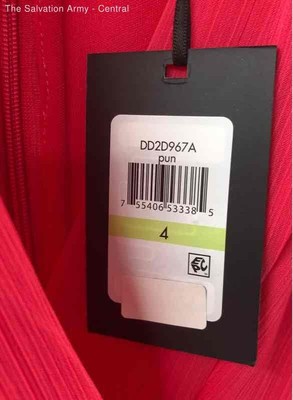 The Salvation Army - Central
DD2D967A
pun
7 55406 53338 5
4